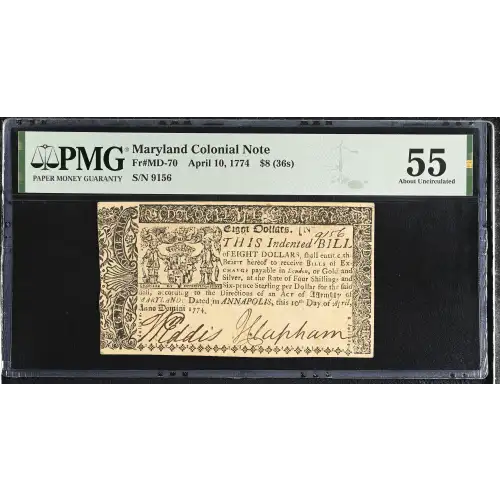 PMG
PAPER MONEY GUARANTY
Maryland Colonial Note
Fr#MD-70 April 10, 1774 $8 (36s)
S/N 9156
55
About Uncirculated
Eight Dollars. [N 9156
THIS Indented BILL
of EIGHT DOLLARS, shall entitle the
Bearer hereof to receive BILLS of EX-
CHANGE payable in London, or Gold and
Silver, at the Rate of Four Shillings and
Six-pence Sterling per Dollar for the said
Bill, according to the Directions of an ACT of ASSEMBLY of
MARYLAND. Dated in ANNAPOLIS, this 10th Day of April,
Anno Domini 1774.
W Eddis J Clapham